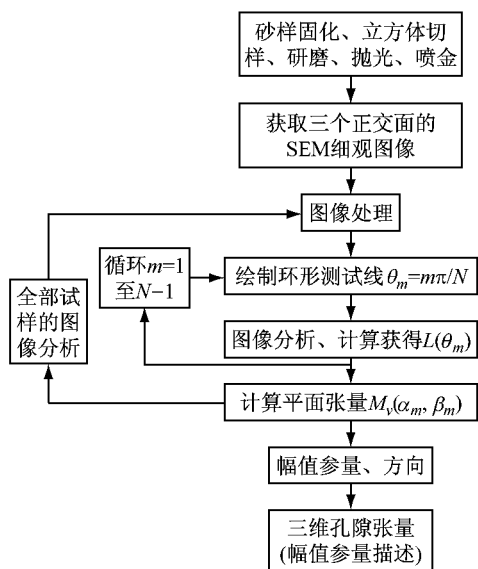 砂样固化、立方体切
样、研磨、抛光、喷金
获取三个正交面的
SEM细观图像
图像处理
循环m=1
至N−1
绘制环形测试线θm=mπ/N
全部试
样的图
像分析
图像分析、计算获得L(θm)
计算平面张量Mv(αm, βm)
幅值参量、方向
三维孔隙张量
(幅值参量描述)